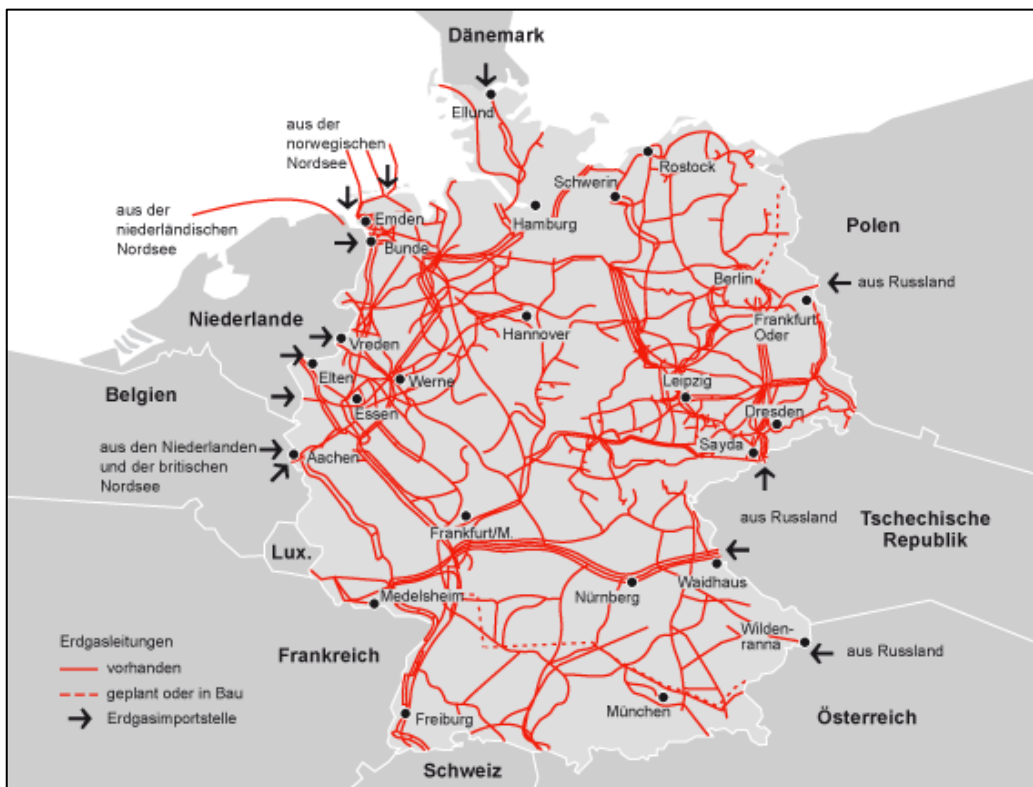 Dänemark
Ellund
aus der
norwegischen
Nordsee
Rostock
Schwerin
aus der
niederländischen
Nordsee
Emden
Hamburg
Bunde
Polen
Berlin
aus Russland
Niederlande
Vreden
Hannover
Frankfurt
Oder
Elten
Werne
Leipzig
Belgien
Essen
Dresden
aus den Niederlanden
und der britischen
Nordsee
Aachen
Sayda
aus Russland
Tschechische
Republik
Frankfurt/M.
Lux.
Waidhaus
Medelsheim
Nürnberg
Erdgasleitungen
vorhanden
geplant oder in Bau
Erdgasimportstelle
Frankreich
Wilden-
ranna
aus Russland
München
Österreich
Freiburg
Schweiz